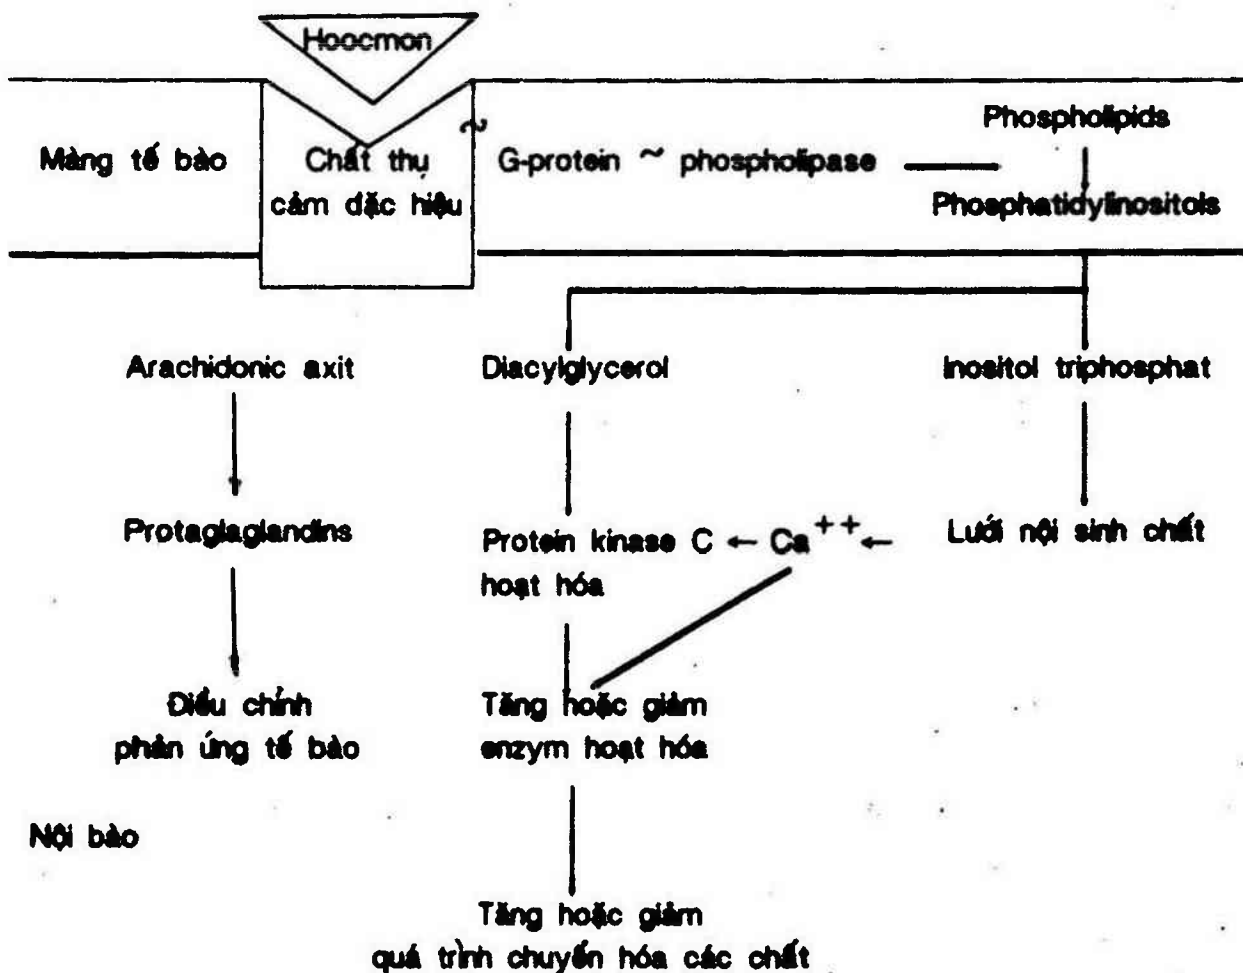 Hoocmon
Màng tế bào
Chất thụ
cảm đặc hiệu
G-protein ~ phospholipase
Phospholipids
Phosphatidylinositols
Arachidonic axit
Diacylglycerol
Inositol triphosphat
Protaglaglandins
Protein kinase C ← Ca++ ←
hoạt hóa
Lưới nội sinh chất
Điều chỉnh
phản ứng tế bào
Tăng hoặc giảm
enzym hoạt hóa
Nội bào
Tăng hoặc giảm
quá trình chuyển hóa các chất